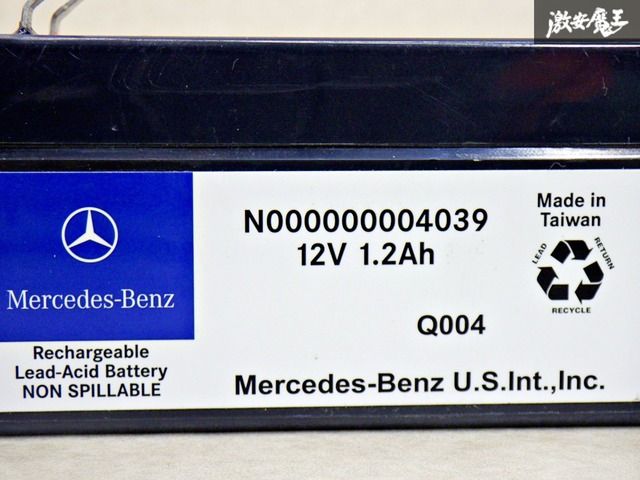 激安魔王
N000000004039
12V 1.2Ah
Made in
Taiwan
LEAD
RETURN
RECYCLE
Mercedes-Benz
Q004
Rechargeable
Lead-Acid Battery
NON SPILLABLE
Mercedes-Benz U.S.Int.,Inc.